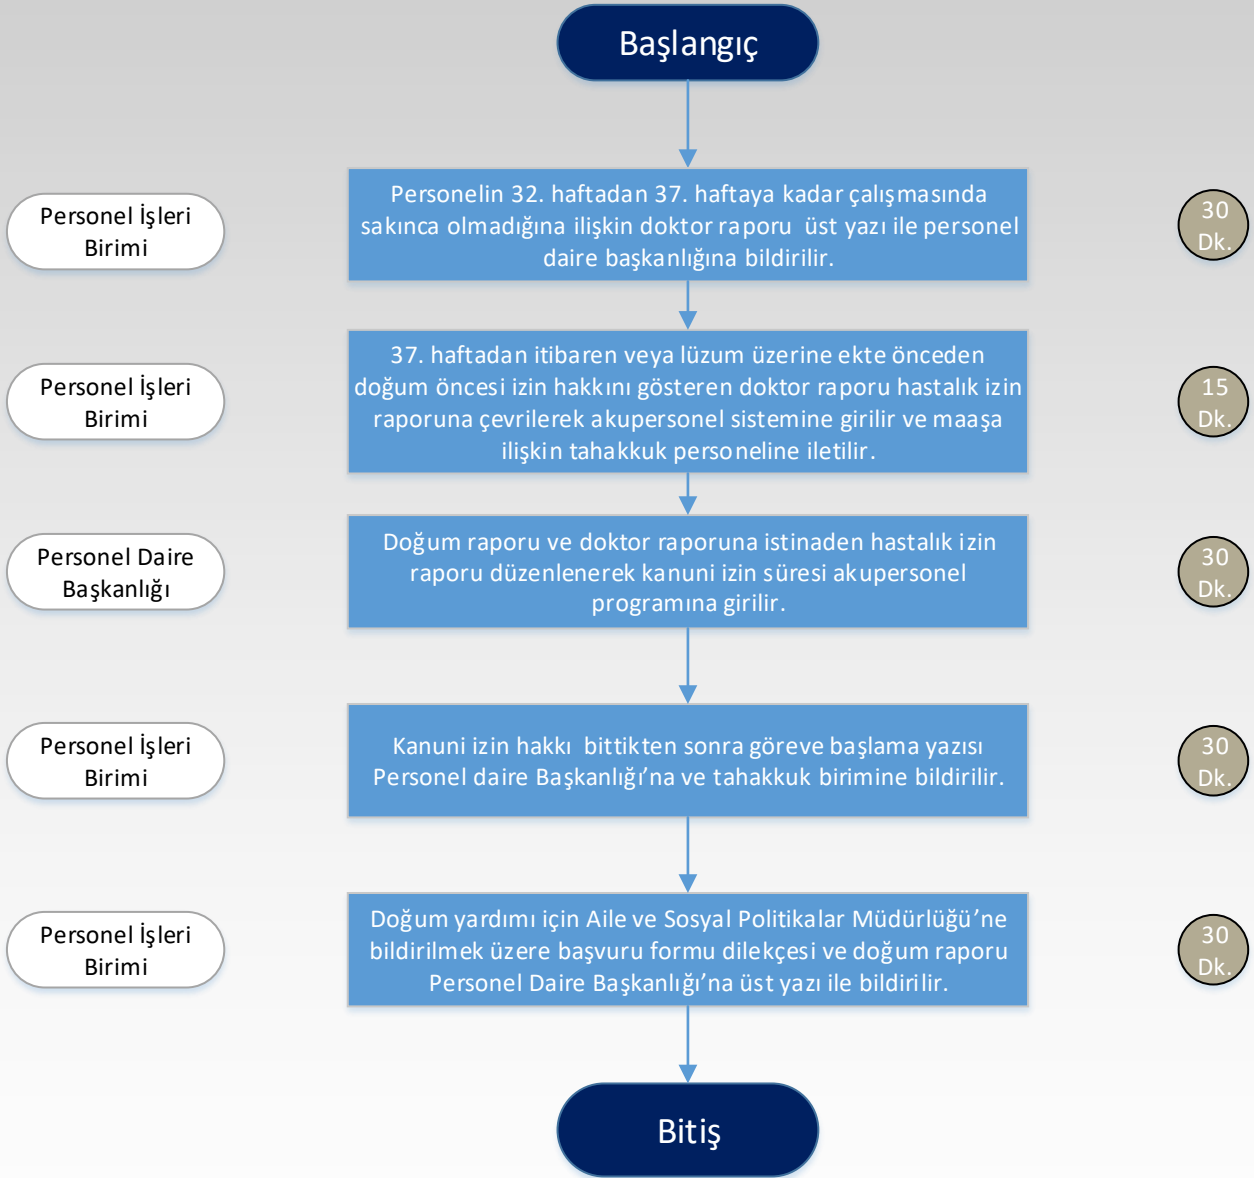 Başlangıç
Personel İşleri
Birimi
Personelin 32. haftadan 37. haftaya kadar çalışmasında
sakınca olmadığına ilişkin doktor raporu üst yazı ile personel
daire başkanlığına bildirilir.
30
Dk.
Personel İşleri
Birimi
37. haftadan itibaren veya lüzum üzerine ekte önceden
doğum öncesi izin hakkını gösteren doktor raporu hastalık izin
raporuna çevrilerek akupersonel sistemine girilir ve maaşa
ilişkin tahakkuk personeline iletilir.
15
Dk.
Personel Daire
Başkanlığı
Doğum raporu ve doktor raporuna istinaden hastalık izin
raporu düzenlenerek kanuni izin süresi akupersonel
programına girilir.
30
Dk.
Personel İşleri
Birimi
Kanuni izin hakkı bittikten sonra göreve başlama yazısı
Personel daire Başkanlığı’na ve tahakkuk birimine bildirilir.
30
Dk.
Personel İşleri
Birimi
Doğum yardımı için Aile ve Sosyal Politikalar Müdürlüğü’ne
bildirilmek üzere başvuru formu dilekçesi ve doğum raporu
Personel Daire Başkanlığı’na üst yazı ile bildirilir.
30
Dk.
Bitiş